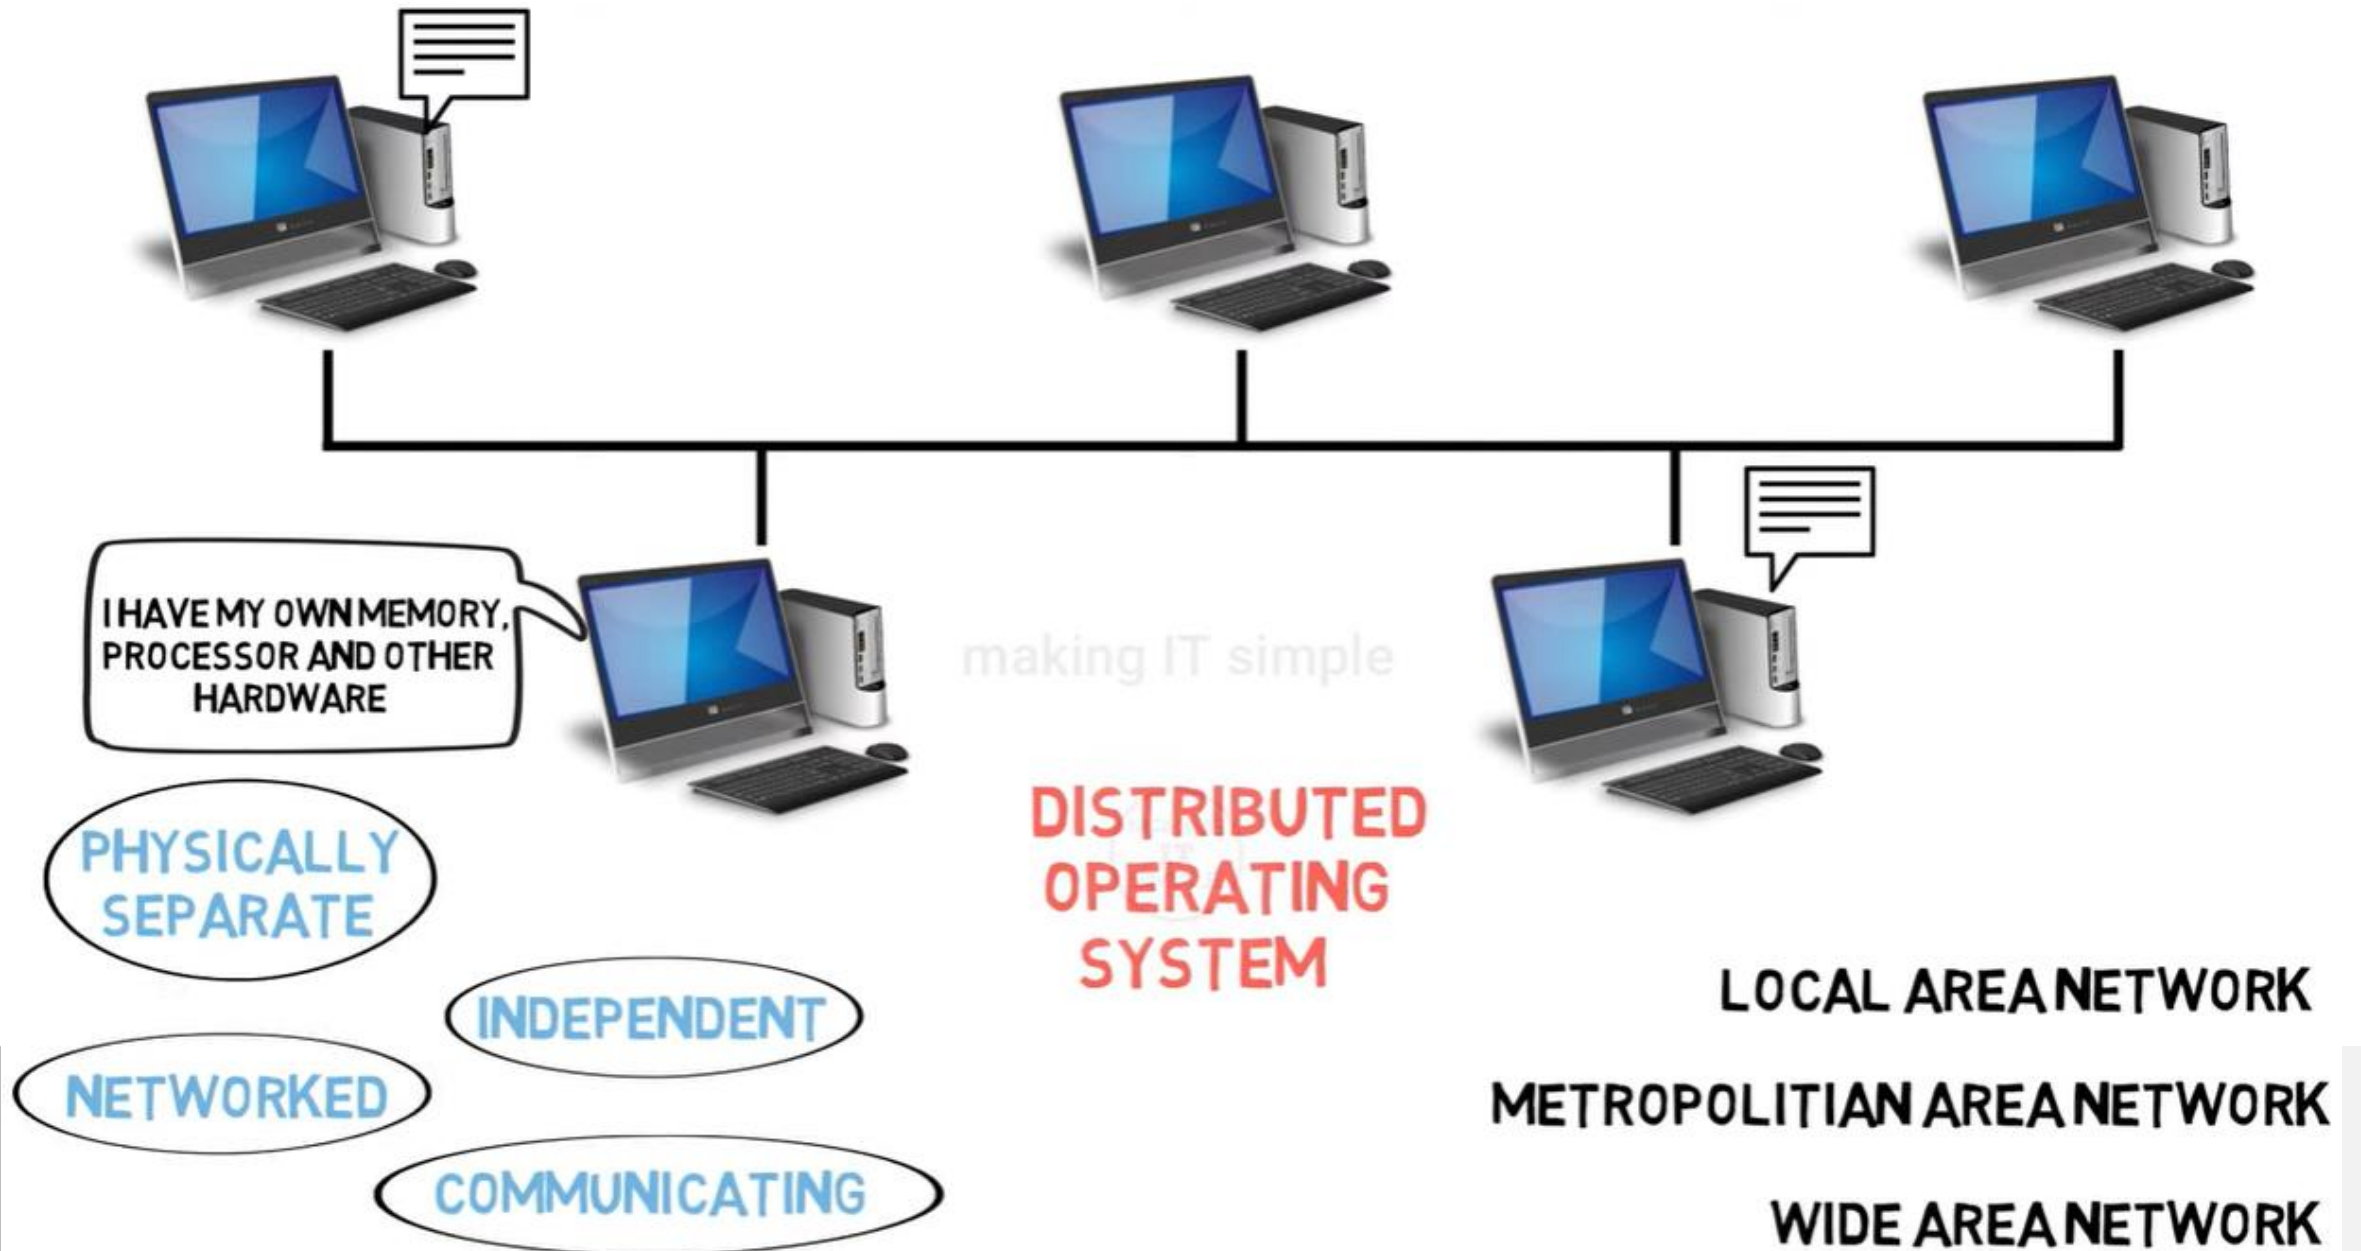 I HAVE MY OWN MEMORY,
PROCESSOR AND OTHER
HARDWARE
making IT simple
PHYSICALLY
SEPARATE
INDEPENDENT
NETWORKED
COMMUNICATING
DISTRIBUTED
OPERATING
SYSTEM
LOCAL AREA NETWORK
METROPOLITIAN AREA NETWORK
WIDE AREA NETWORK